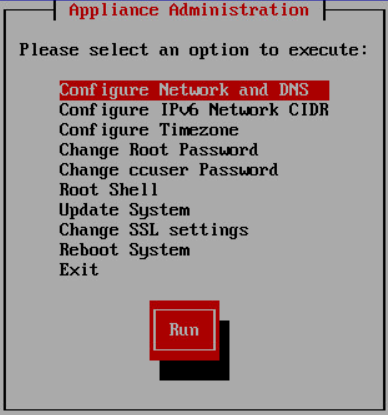 Appliance Administration
Please select an option to execute:
Configure Network and DNS
Configure IPv6 Network CIDR
Configure Timezone
Change Root Password
Change ccuser Password
Root Shell
Update System
Change SSL settings
Reboot System
Exit
Run